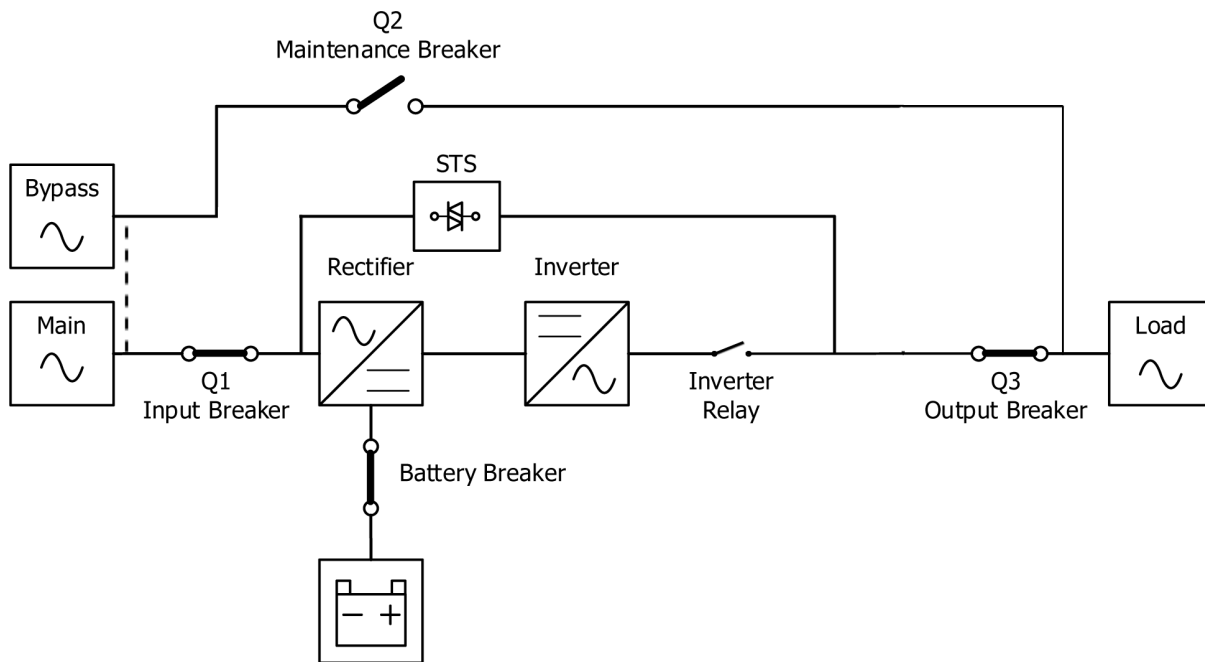 Q2
Maintenance Breaker
STS
Bypass
Rectifier
Inverter
Main
Load
Q1
Input Breaker
Inverter
Relay
Q3
Output Breaker
Battery Breaker